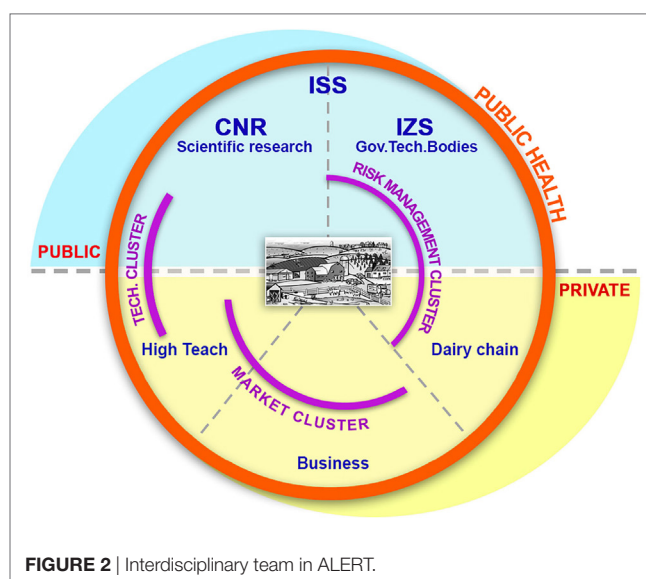 ISS
CNR
Scientific research
IZS
Gov.Tech.Bodies
PUBLIC HEALTH
RISK MANAGEMENT CLUSTER
TECH. CLUSTER
PUBLIC
PRIVATE
High Teach
Dairy chain
MARKET CLUSTER
Business
FIGURE 2 | Interdisciplinary team in ALERT.